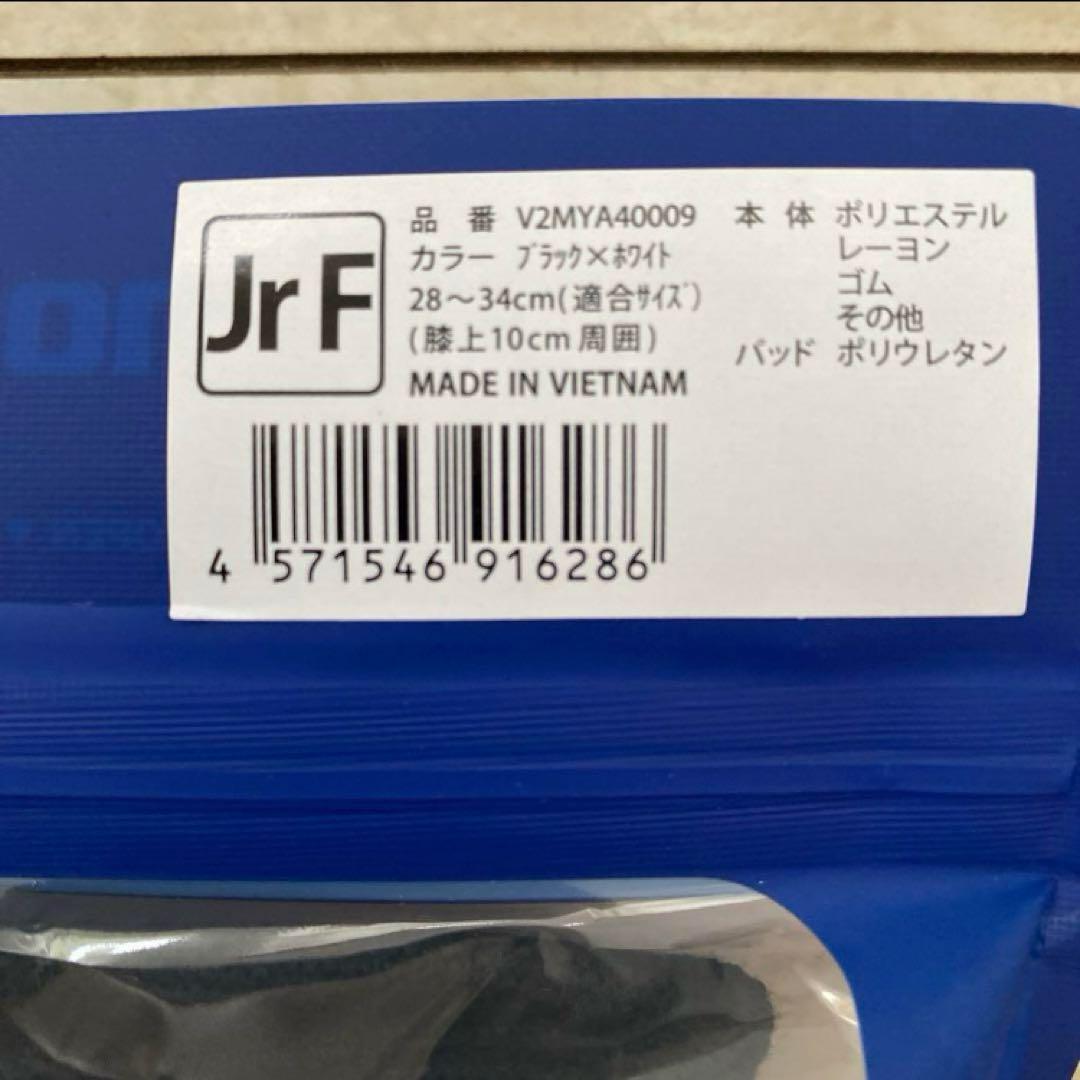 Jr F
品 番 V2MYA40009
カラー ﾌﾞﾗｯｸ×ﾎﾜｲﾄ
28～34cm(適合ｻｲｽﾞ)
(膝上10cm周囲)
MADE IN VIETNAM
本 体 ポリエステル
レーヨン
ゴム
その他
パッド ポリウレタン
4 571546 916286